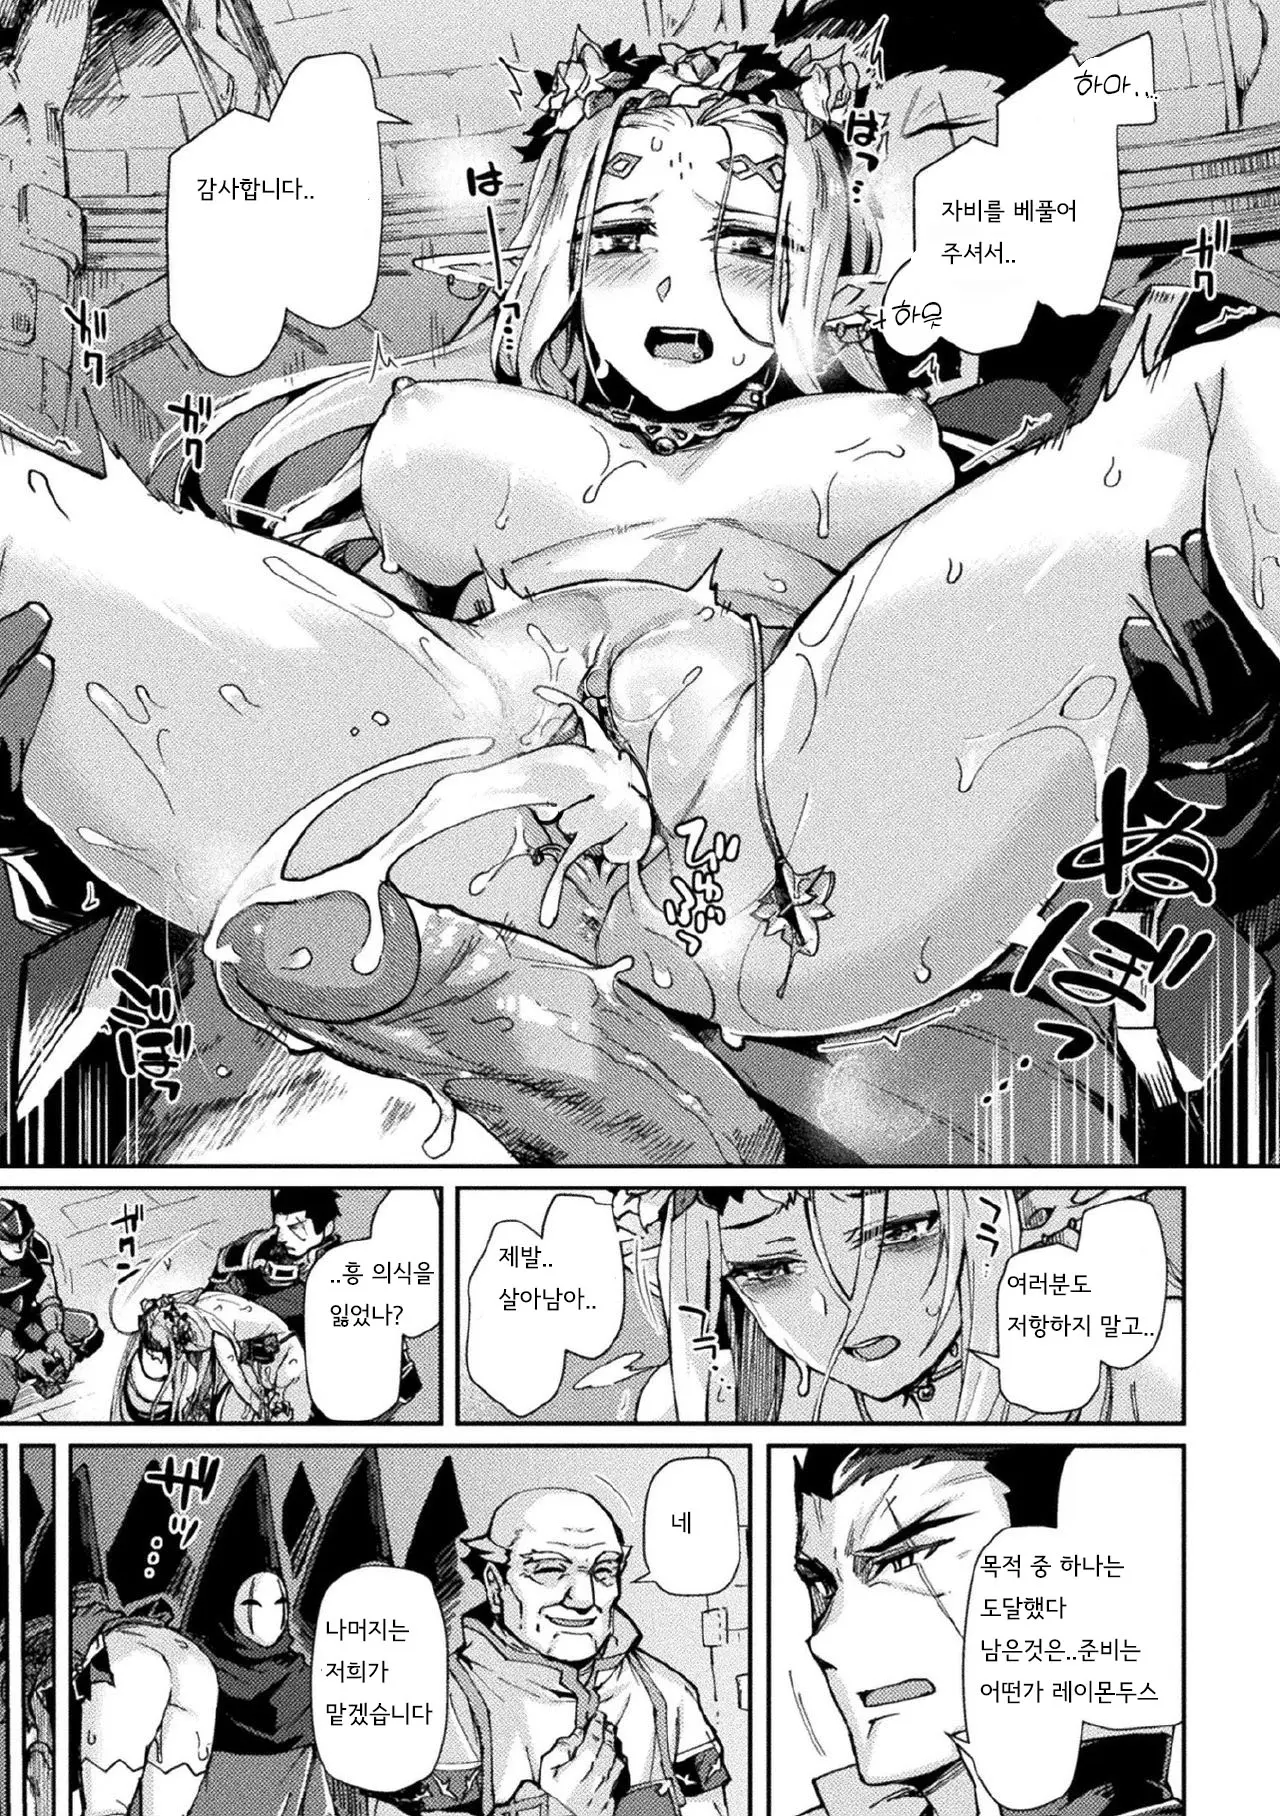 하아...
자비를 베풀어
주셔서..
하읏
감사합니다..
여러분도
저항하지 말고..
제발..
살아남아..
..흥 의식을
잃었나?
목적 중 하나는
도달했다
남은것은..준비는
어떤가 레이몬두스
네
나머지는
저희가
맡겠습니다